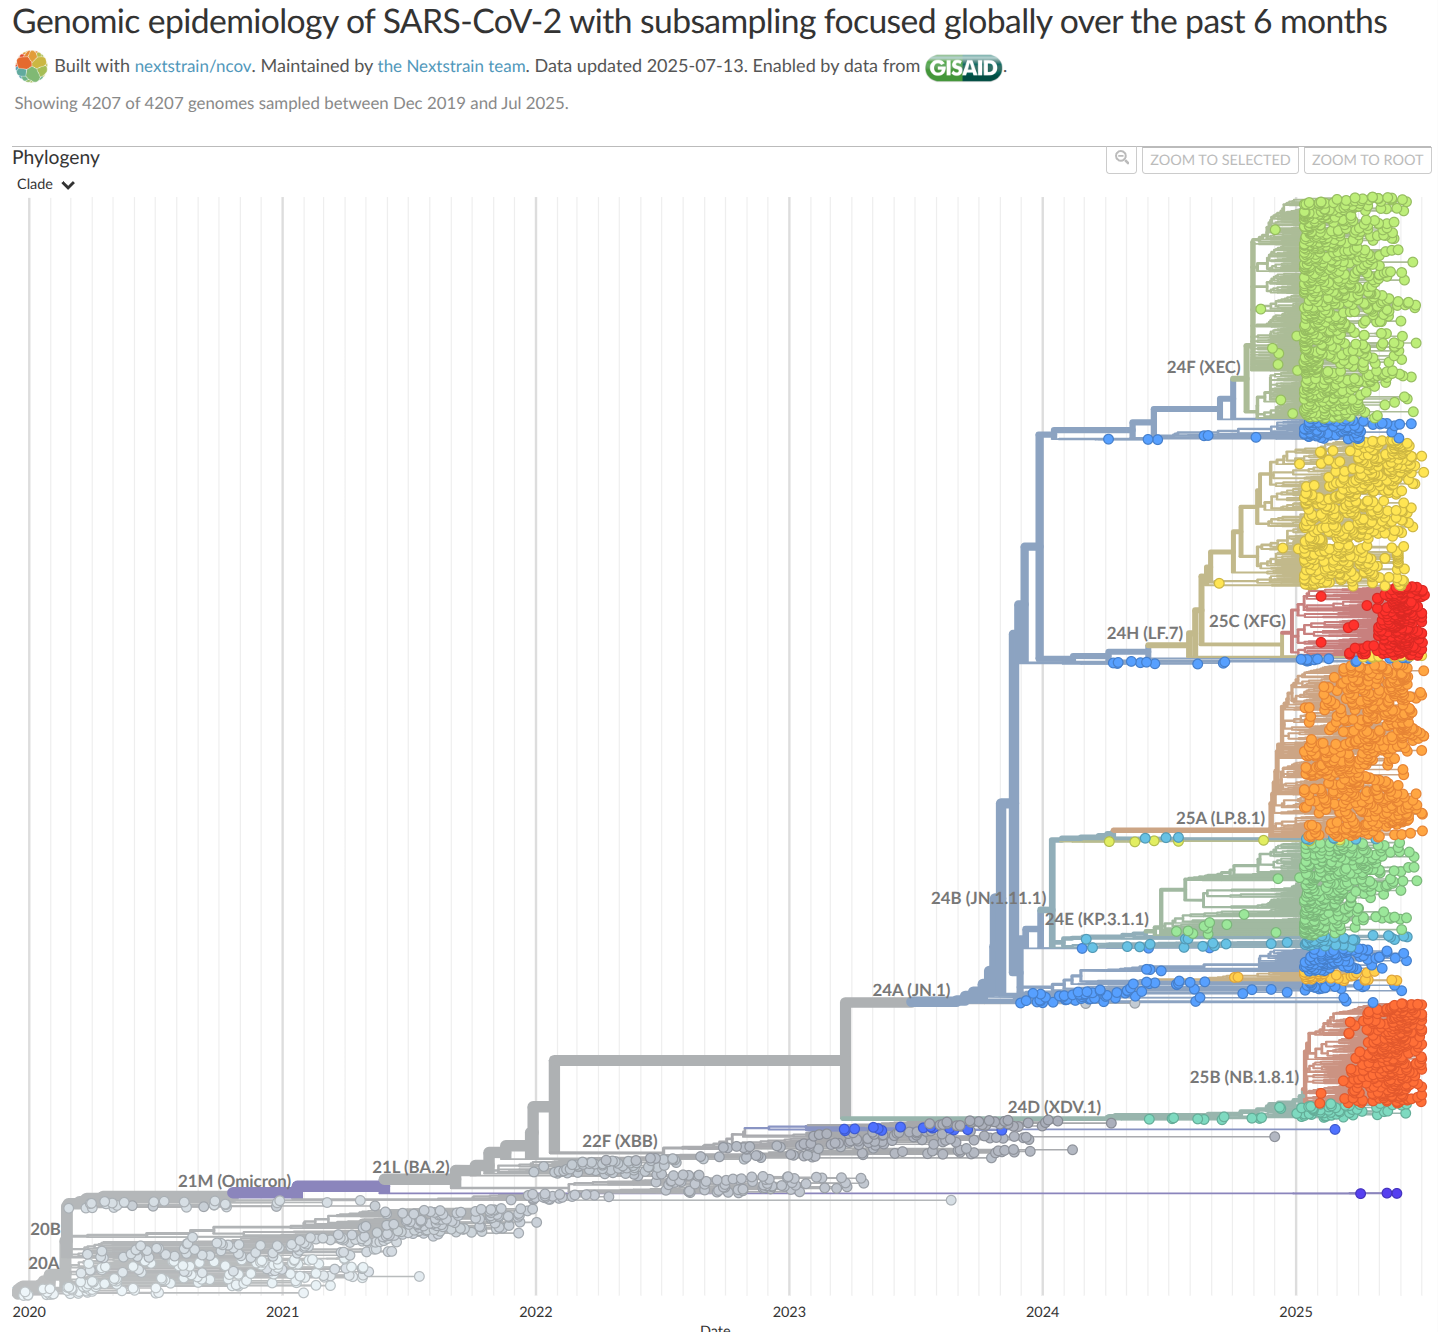 Genomic epidemiology of SARS-CoV-2 with subsampling focused globally over the past 6 months
Built with nextstrain/ncov. Maintained by the Nextstrain team. Data updated 2025-07-13. Enabled by data from GISAID.
Showing 4207 of 4207 genomes sampled between Dec 2019 and Jul 2025.
Phylogeny
ZOOM TO SELECTED
ZOOM TO ROOT
Clade
24F (XEC)
25C (XFG)
24H (LF.7)
25A (LP.8.1)
24B (JN.1.11.1)
24E (KP.3.1.1)
24A (JN.1)
25B (NB.1.8.1)
24D (XDV.1)
22F (XBB)
21L (BA.2)
21M (Omicron)
20B
20A
2020 2021 2022 2023 2024 2025
Date